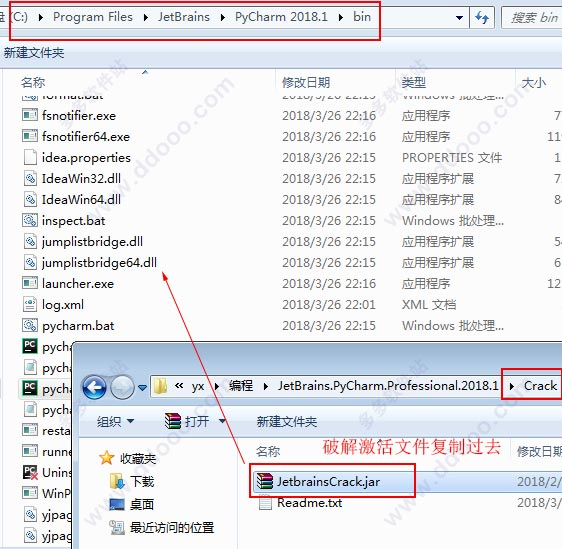 (C:) ▸ Program Files ▸ JetBrains ▸ PyCharm 2018.1 ▸ bin 搜索 bin
新建文件夹
名称 修改日期 类型 大小
format.bat 2018/3/26 22:15 Windows 批处理...
fsnotifier.exe 2018/3/26 22:16 应用程序 7
fsnotifier64.exe 2018/3/26 22:16 应用程序 11
idea.properties 2018/3/26 22:15 PROPERTIES 文件
IdeaWin32.dll 2018/3/26 22:15 应用程序扩展
IdeaWin64.dll 2018/3/26 22:15 应用程序扩展 8
inspect.bat 2018/3/26 22:15 Windows 批处理...
jumplistbridge.dll 2018/3/26 22:15 应用程序扩展 5
jumplistbridge64.dll 2018/3/26 22:15 应用程序扩展 6
launcher.exe 2018/3/26 22:16 应用程序 12
log.xml 2018/3/26 22:01 XML 文档
pycharm.bat 2018/3/26 22:15 Windows 批处理...
pych
pych
pycha
pych
resta
runne
Unins
WinP
yjpag
yjpag
« yx ▸ 编程 ▸ JetBrains.PyCharm.Professional.2018.1 ▸ Crack
组织 打开 新建文件夹
破解激活文件复制过去
收藏夹
下载
桌面
最近访问的位置
名称 修改日期
JetbrainsCrack.jar 2018/2/
Readme.txt 2018/3/
多多软件站
www.ddooo.com